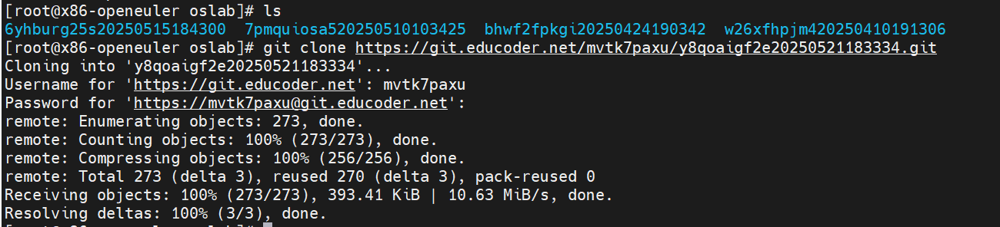 [root@x86-openeuler oslab]# ls
6yhburg25s20250515184300  7pmquiosa520250510103425  bhwf2fpkgi20250424190342  w26xfhpjm420250410191306
[root@x86-openeuler oslab]# git clone https://git.educoder.net/mvtk7paxu/y8qoaigf2e20250521183334.git
Cloning into 'y8qoaigf2e20250521183334'...
Username for 'https://git.educoder.net': mvtk7paxu
Password for 'https://mvtk7paxu@git.educoder.net':
remote: Enumerating objects: 273, done.
remote: Counting objects: 100% (273/273), done.
remote: Compressing objects: 100% (256/256), done.
remote: Total 273 (delta 3), reused 270 (delta 3), pack-reused 0
Receiving objects: 100% (273/273), 393.41 KiB | 10.63 MiB/s, done.
Resolving deltas: 100% (3/3), done.